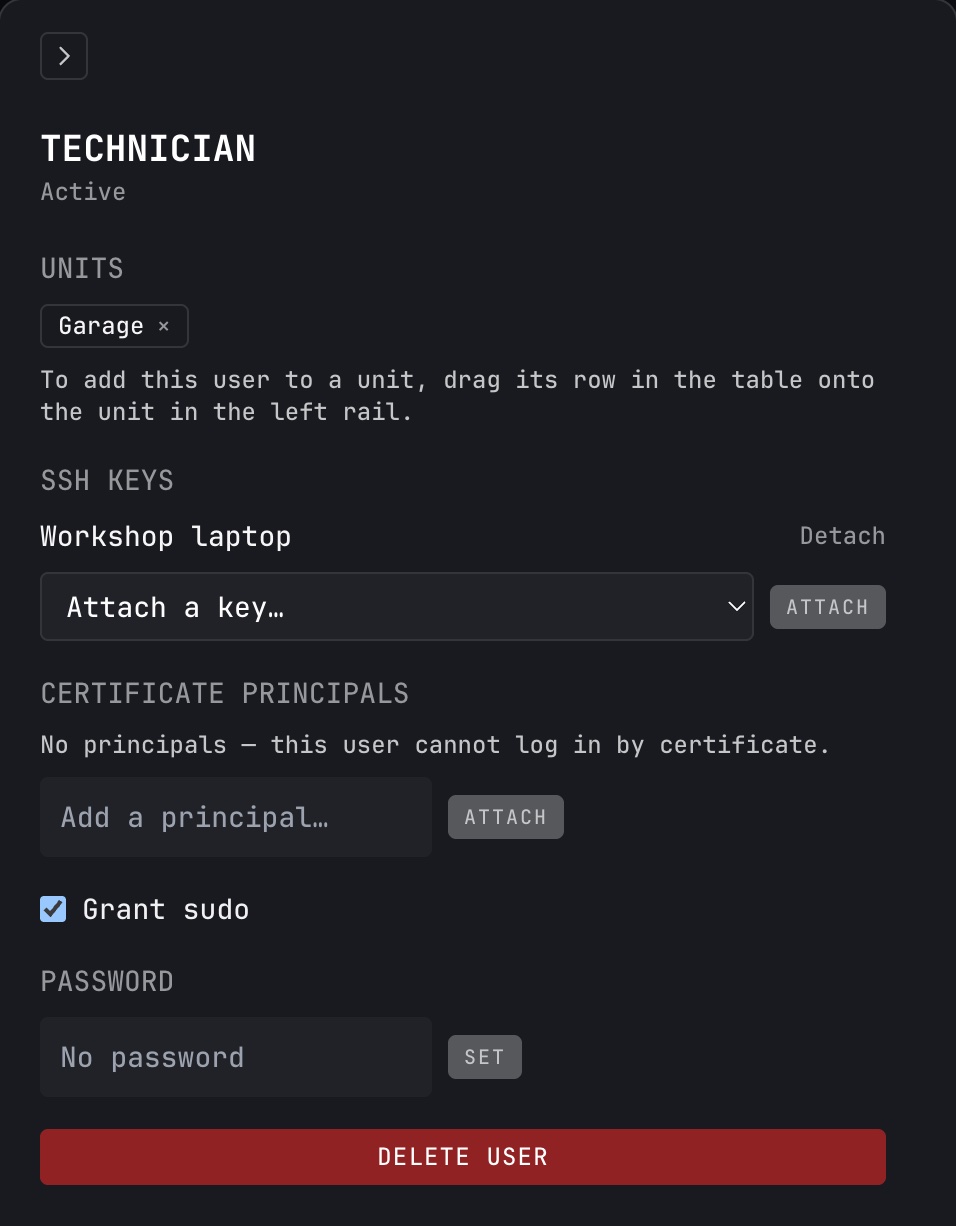 TECHNICIAN
Active
UNITS
Garage ×
To add this user to a unit, drag its row in the table onto
the unit in the left rail.
SSH KEYS
Workshop laptop Detach
Attach a key… ATTACH
CERTIFICATE PRINCIPALS
No principals — this user cannot log in by certificate.
Add a principal… ATTACH
Grant sudo
PASSWORD
No password SET
DELETE USER